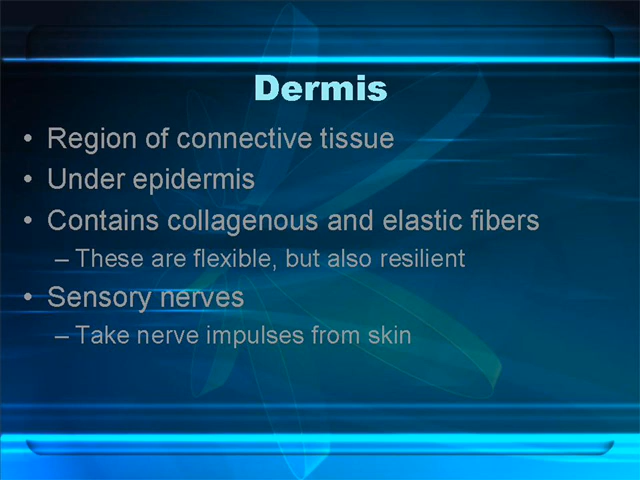 Dermis
• Region of connective tissue
• Under epidermis
• Contains collagenous and elastic fibers
– These are flexible, but also resilient
• Sensory nerves
– Take nerve impulses from skin